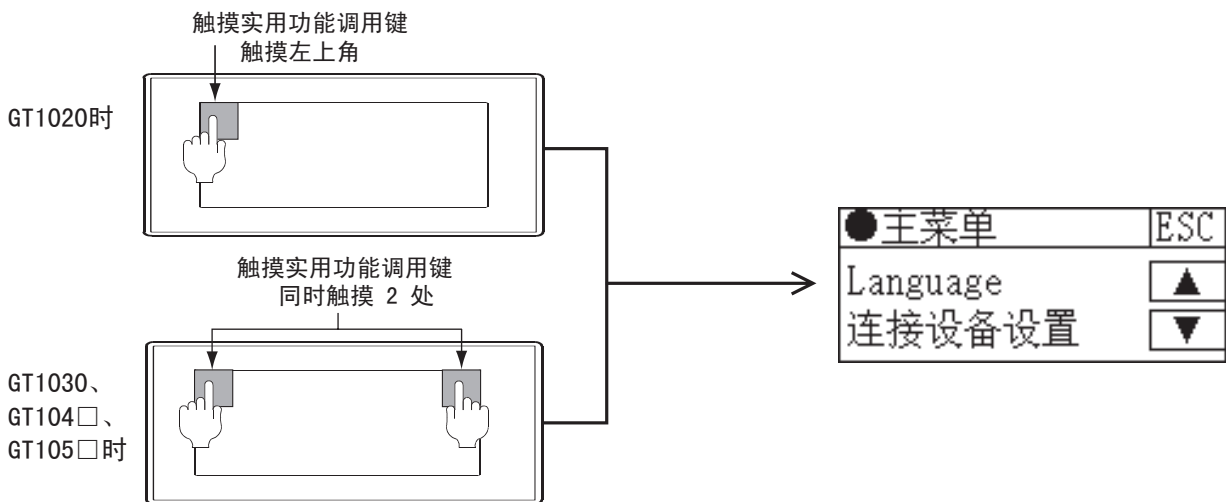 触摸实用功能调用键
触摸左上角
GT1020时
触摸实用功能调用键
同时触摸 2 处
GT1030、
GT104□、
GT105□时
●主菜单 ESC
Language ▲
连接设备设置 ▼